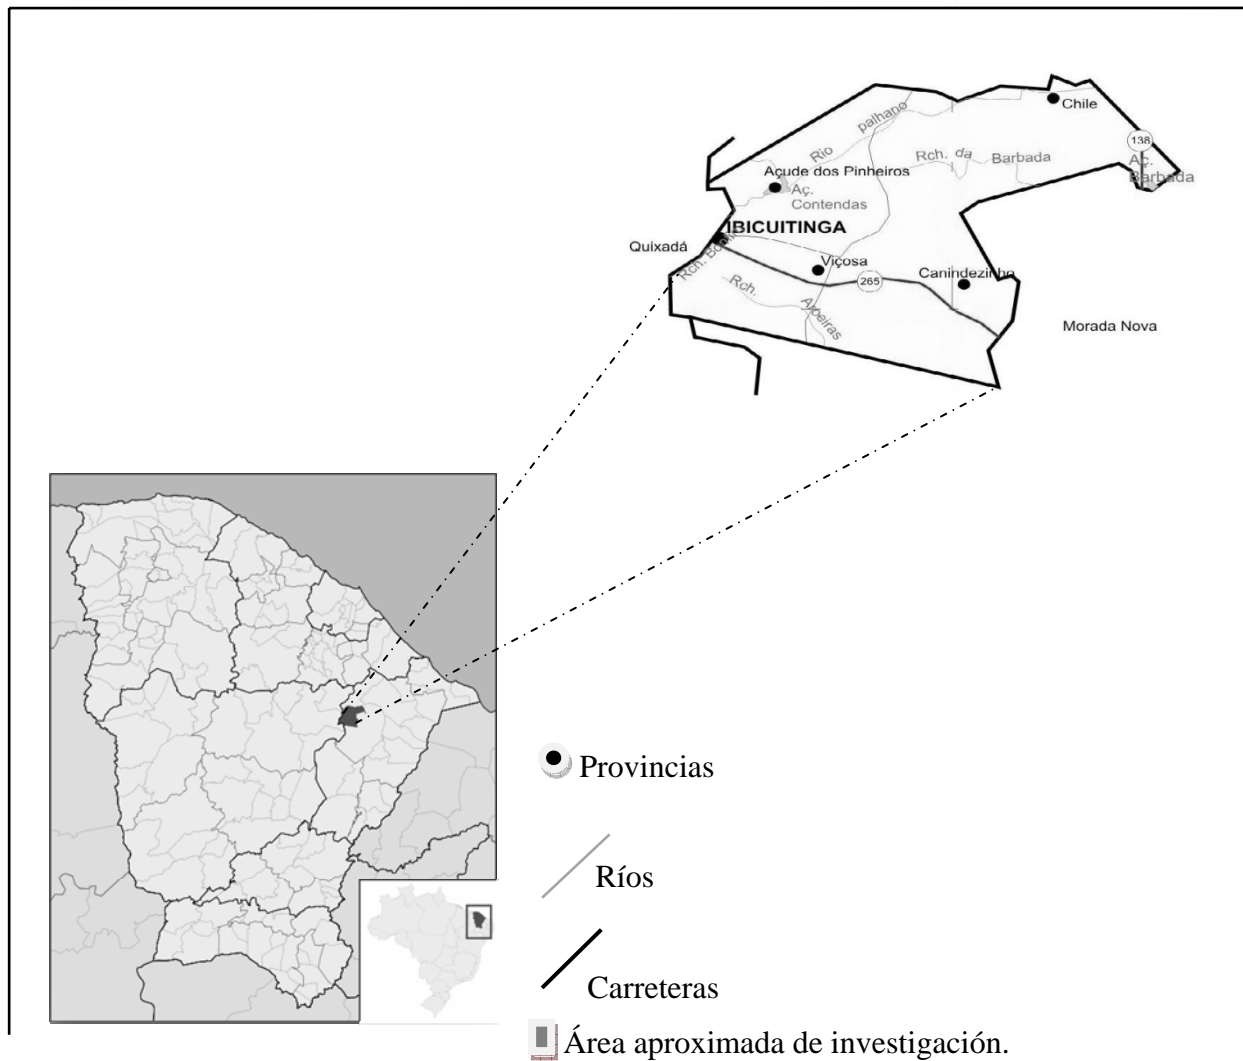 Chile
138
Rio palhano
Rch. da Barbada
Aç.
Barbada
Açude dos Pinheiros
Aç.
Contendas
IBICUITINGA
Quixadá
Rch.
Viçosa
Canindezinho
265
Rch.
Aroeiras
Morada Nova
Provincias
Ríos
Carreteras
Área aproximada de investigación.